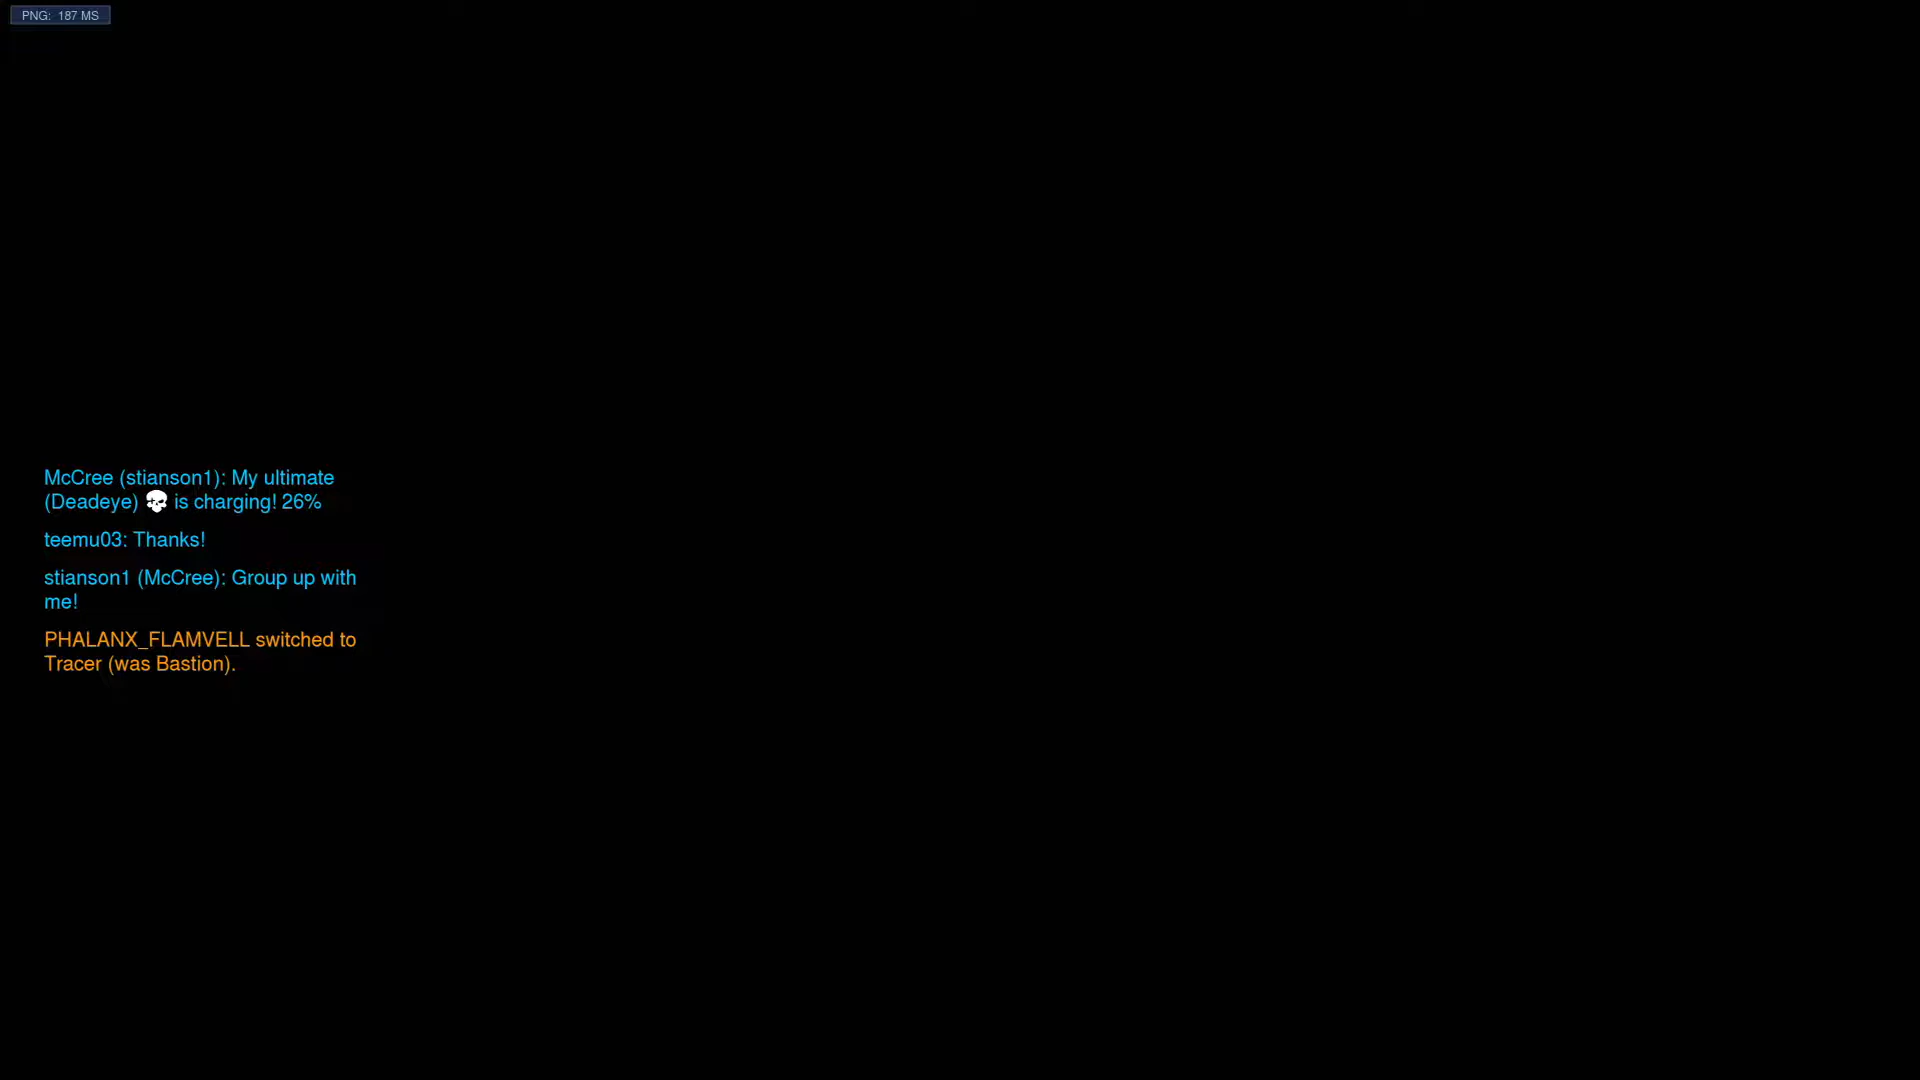 PNG: 187 MS
McCree (stianson1): My ultimate
(Deadeye) is charging! 26%
teemu03: Thanks!
stianson1 (McCree): Group up with
me!
PHALANX_FLAMVELL switched to
Tracer (was Bastion).